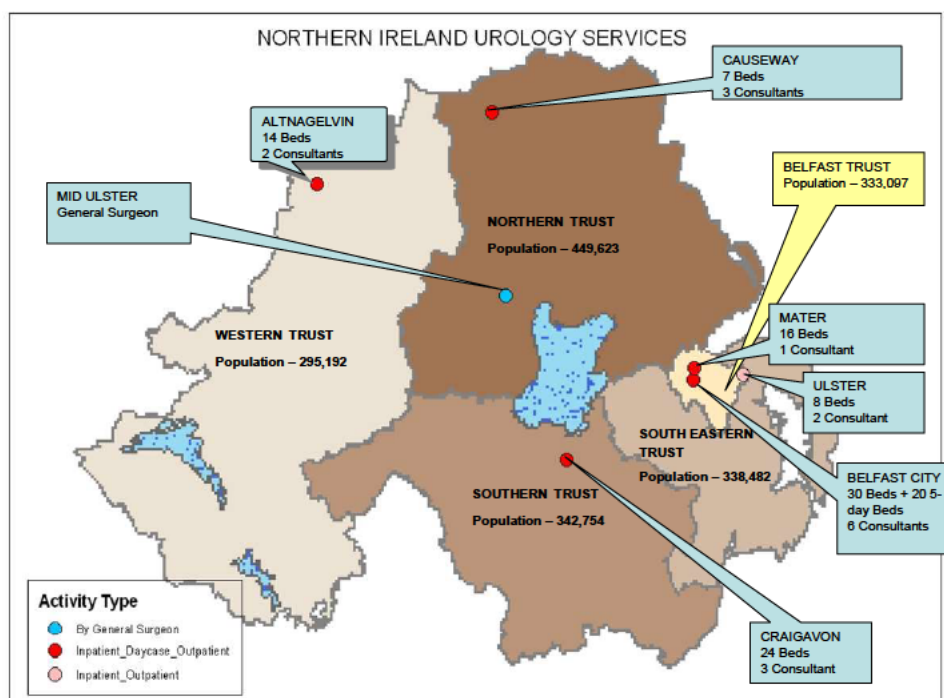 NORTHERN IRELAND UROLOGY SERVICES
CAUSEWAY
7 Beds
3 Consultants
ALTNAGELVIN
14 Beds
2 Consultants
BELFAST TRUST
Population – 333,097
MID ULSTER
General Surgeon
NORTHERN TRUST
Population – 449,623
WESTERN TRUST
Population – 295,192
MATER
16 Beds
1 Consultant
ULSTER
8 Beds
2 Consultant
SOUTH EASTERN
TRUST
Population – 338,482
BELFAST CITY
30 Beds + 20 5-
day Beds
6 Consultants
SOUTHERN TRUST
Population – 342,754
CRAIGAVON
24 Beds
3 Consultant
Activity Type
By General Surgeon
Inpatient_Daycase_Outpatient
Inpatient_Outpatient